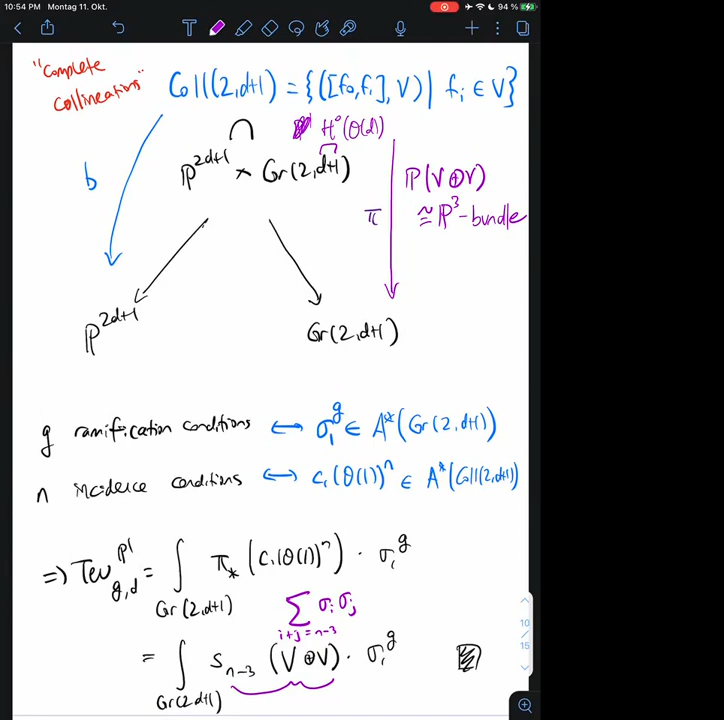 10:54 PM Montag 11. Okt.
94 %
"Complete Collineations"
Coll(2,d+1) = {([f₀,f₁],V) | fᵢ ∈ V}
∩
H⁰(O(d))
P^{2d+1} × Gr(2,d+1)
b
π
P(V⊕V)
≅ P³-bundle
P^{2d+1}
Gr(2,d+1)
g ramification conditions ⟷ σ₁^g ∈ A*(Gr(2,d+1))
n incidence conditions ⟷ c₁(O(1))^n ∈ A*(Coll(2,d+1))
⇒ Tev^{P¹}_{g,d} = ∫_{Gr(2,d+1)} π_*(c₁(O(1))^n) · σ₁^g
∑_{i+j=n-3} σᵢσⱼ
= ∫_{Gr(2,d+1)} s_{n-3}(V⊕V) · σ₁^g
10
/
15